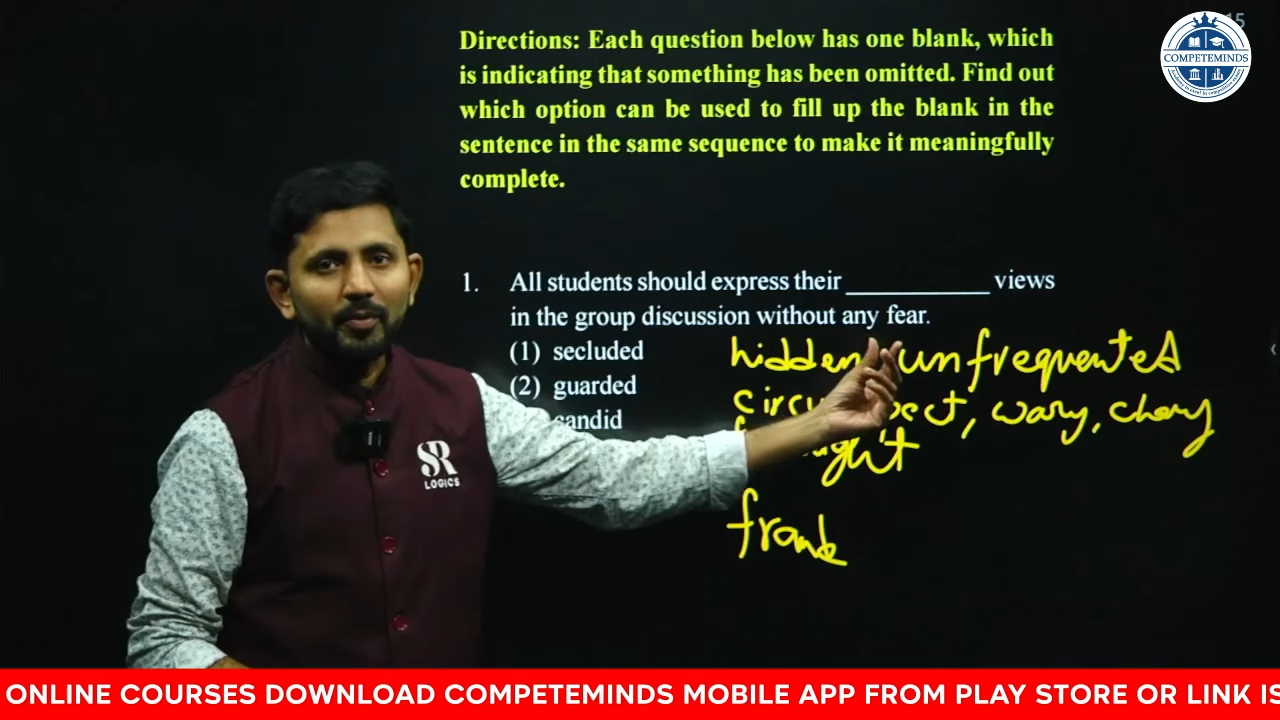 Directions: Each question below has one blank, which
is indicating that something has been omitted. Find out
which option can be used to fill up the blank in the
sentence in the same sequence to make it meaningfully
complete.
COMPETEMINDS
1. All students should express their __________ views
in the group discussion without any fear.
(1) secluded
hidden, unfrequented
(2) guarded
wary, chary
candid
frank
SR
LOGICS
ONLINE COURSES DOWNLOAD COMPETEMINDS MOBILE APP FROM PLAY STORE OR LINK IS